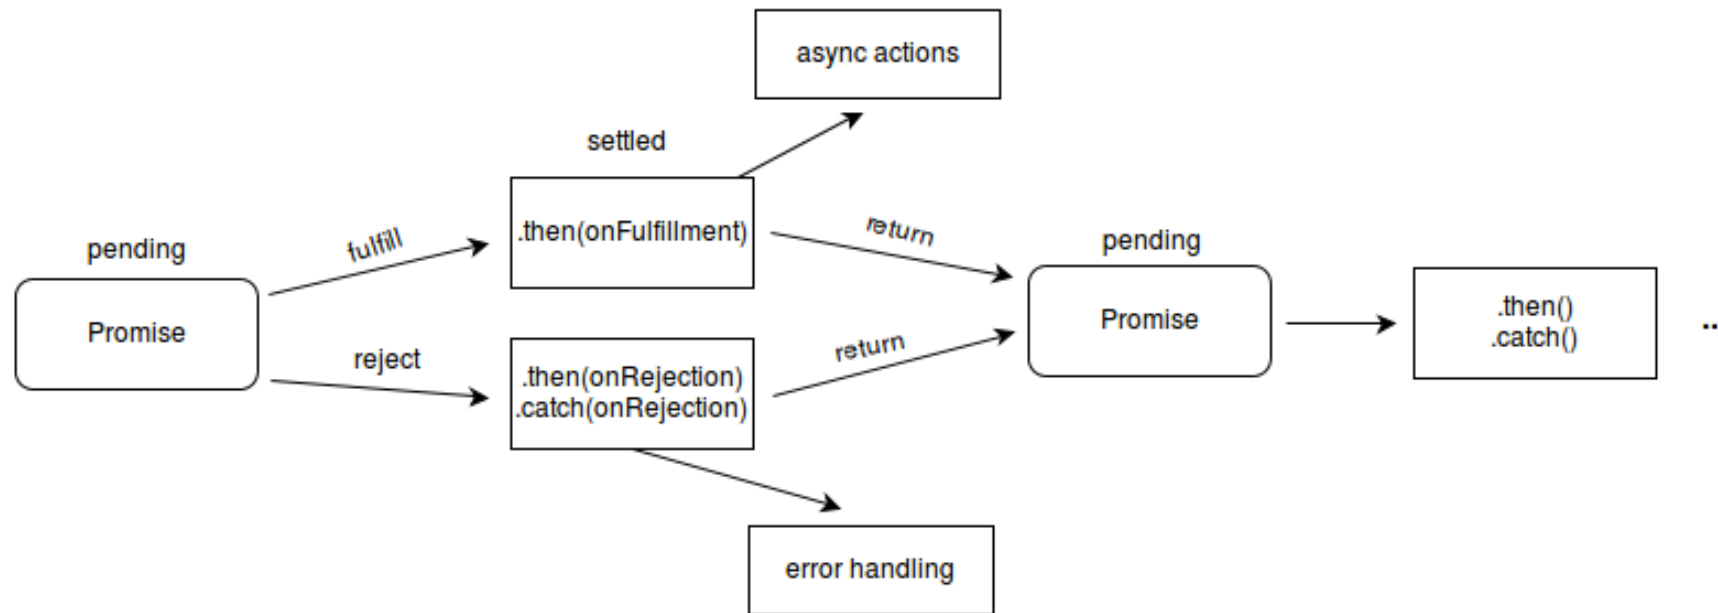 async actions
settled
.then(onFulfillment)
fulfill
return
pending
pending
Promise
Promise
.then()
.catch()
..
reject
return
.then(onRejection)
.catch(onRejection)
error handling